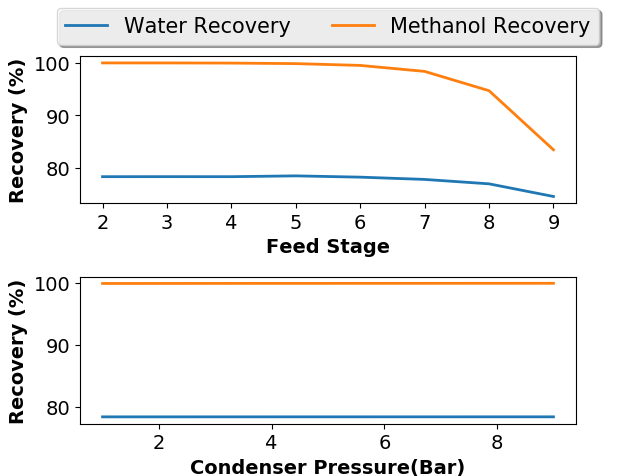 Water Recovery Methanol Recovery
100
90
80
Recovery (%)
2 3 4 5 6 7 8 9
Feed Stage
100
90
80
Recovery (%)
2 4 6 8
Condenser Pressure(Bar)